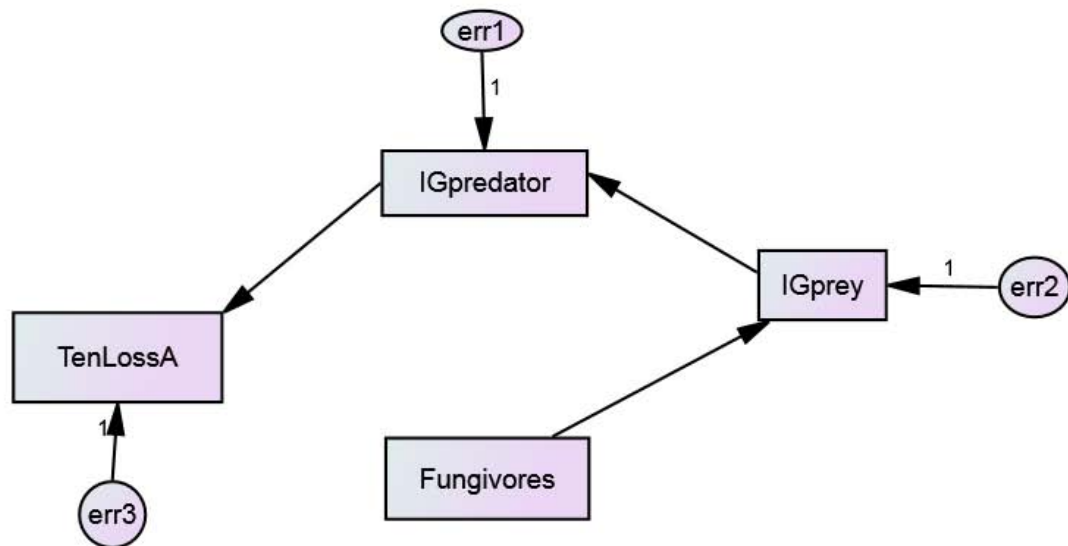 err1
1
IGpredator
IGprey
1
err2
TenLossA
1
Fungivores
err3